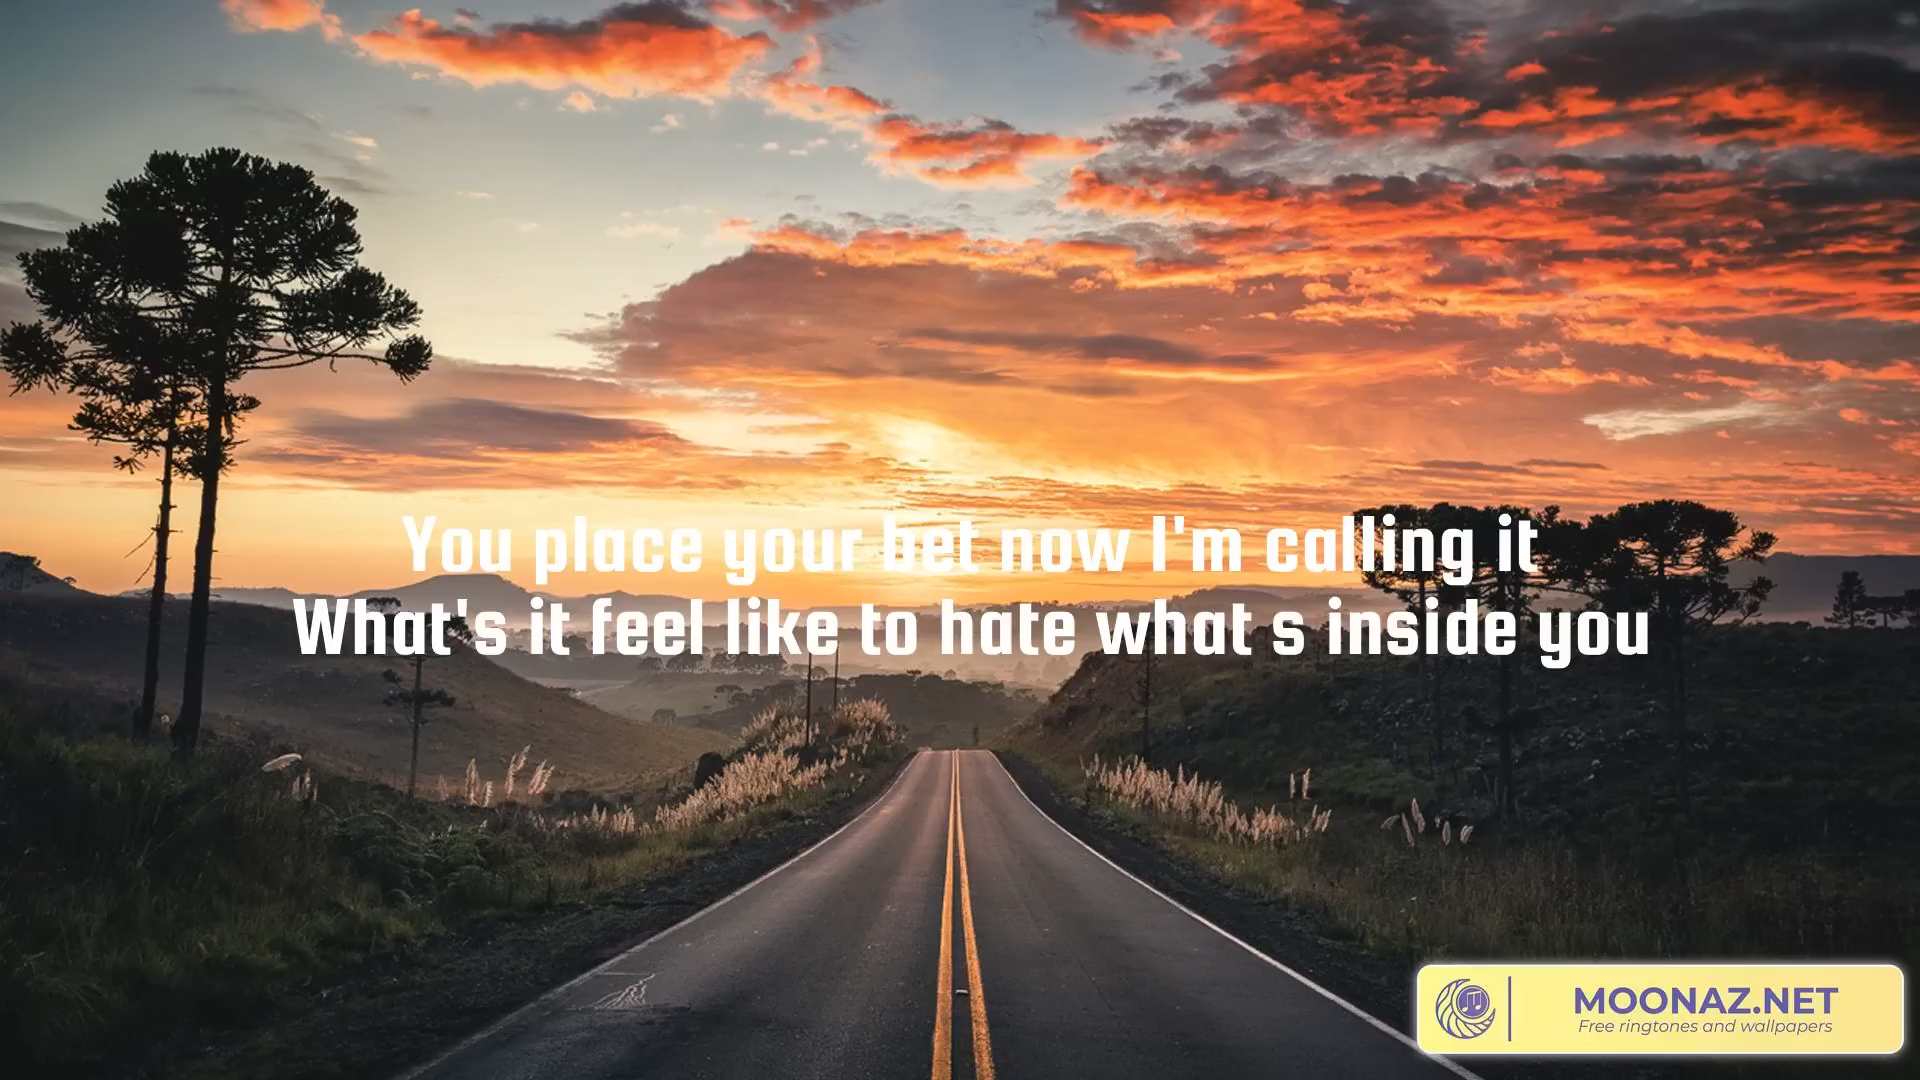 You place your bet now I'm calling it
What's it feel like to hate what s inside you
MOONAZ.NET
Free ringtones and wallpapers